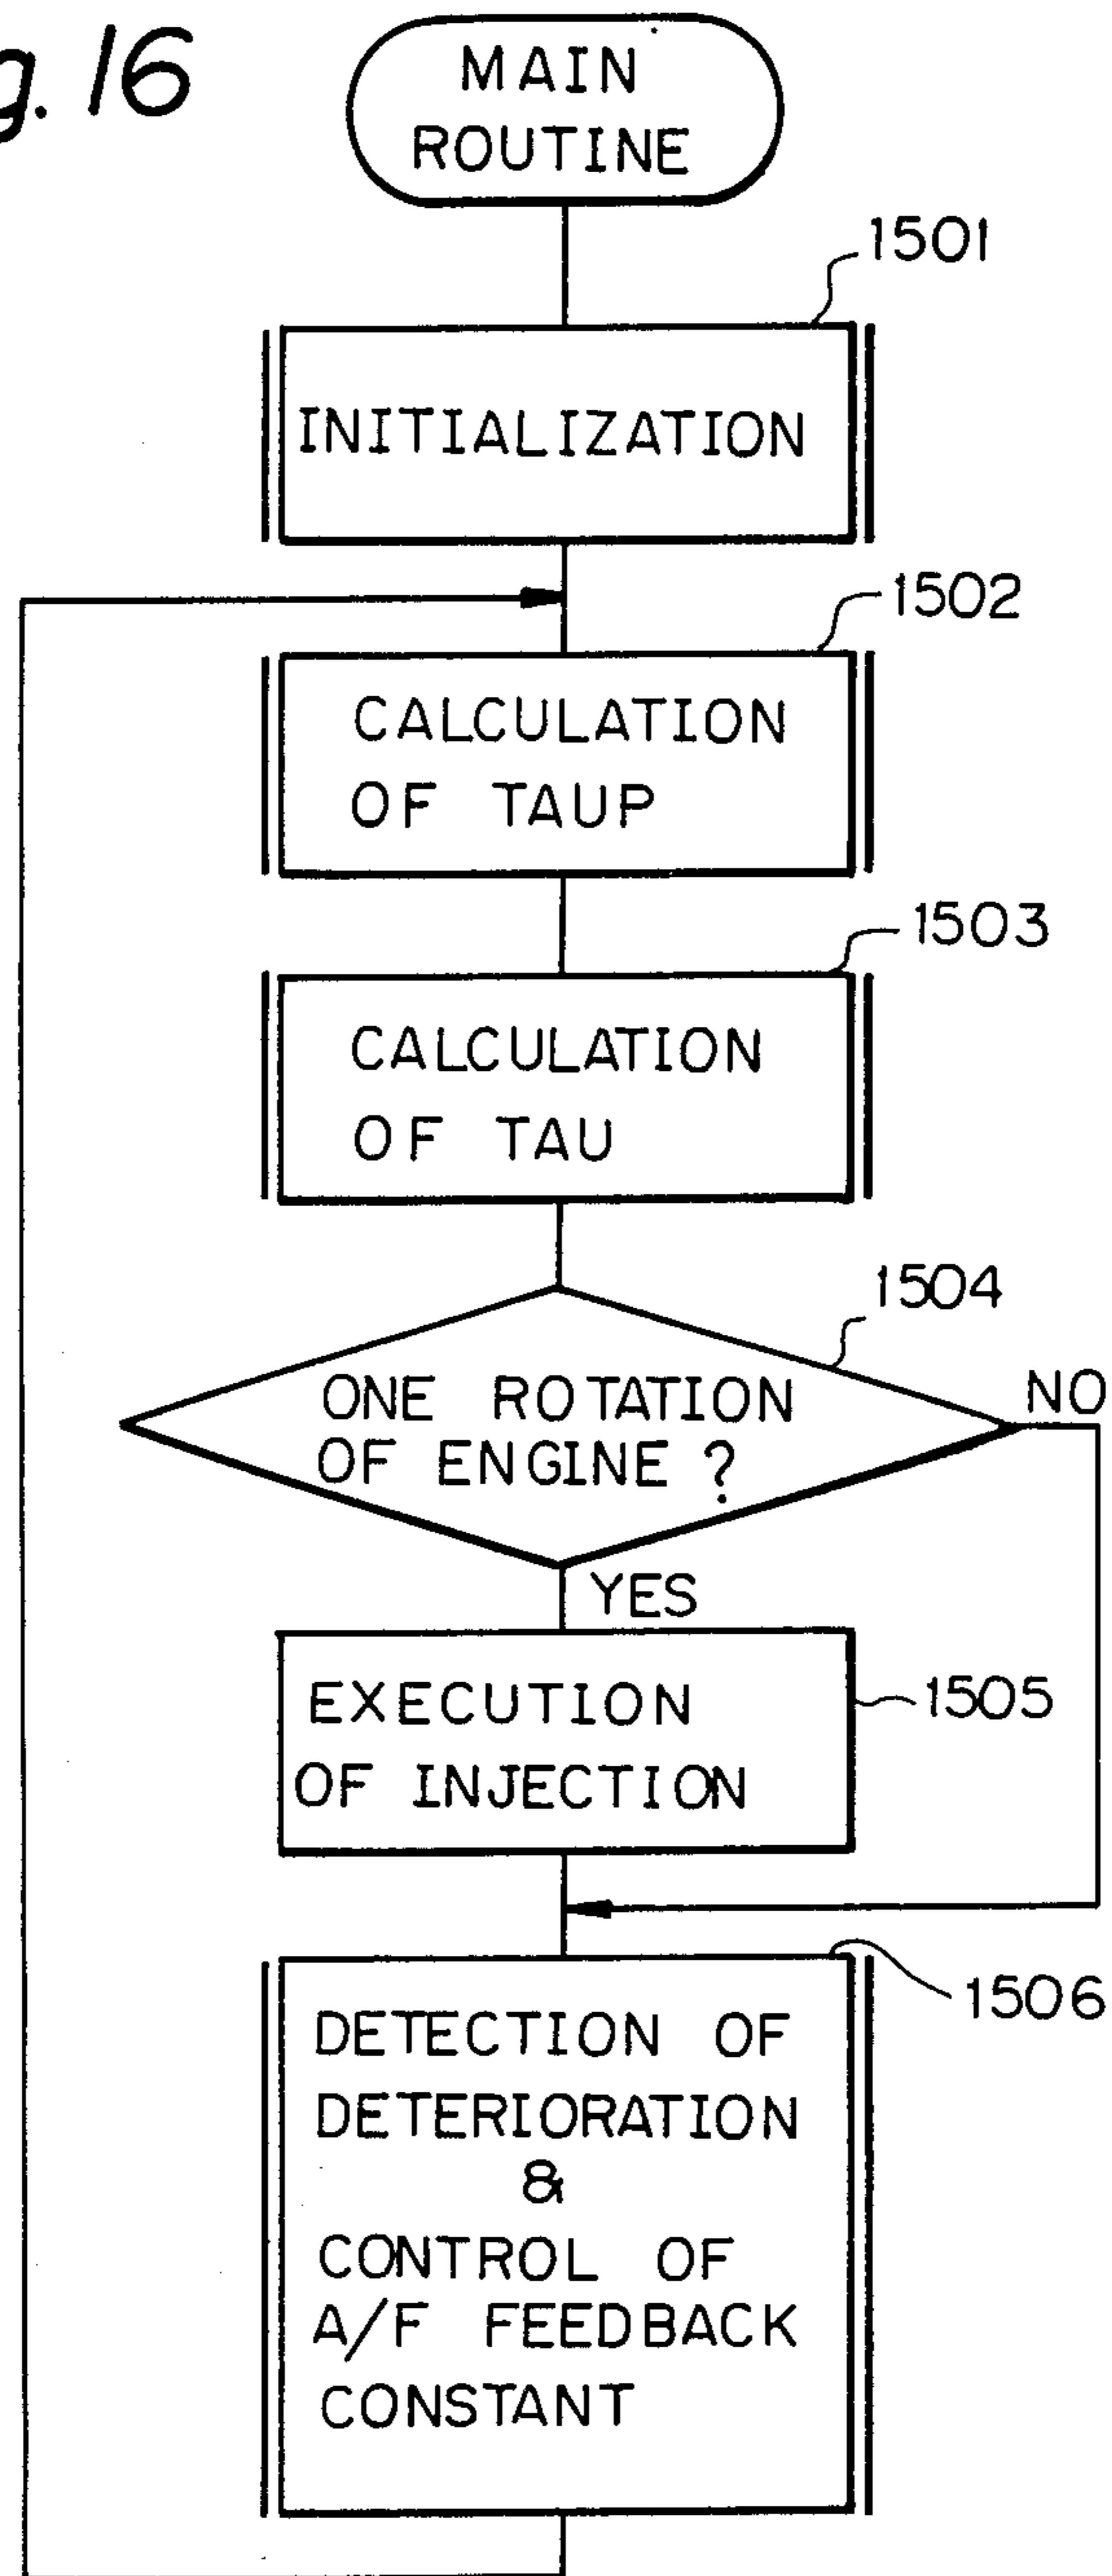 g. 16
MAIN
ROUTINE
1501
INITIALIZATION
1502
CALCULATION
OF TAUP
1503
CALCULATION
OF TAU
1504
ONE ROTATION
OF ENGINE ?
NO
YES
EXECUTION
OF INJECTION
1505
1506
DETECTION OF
DETERIORATION
&
CONTROL OF
A/F FEEDBACK
CONSTANT